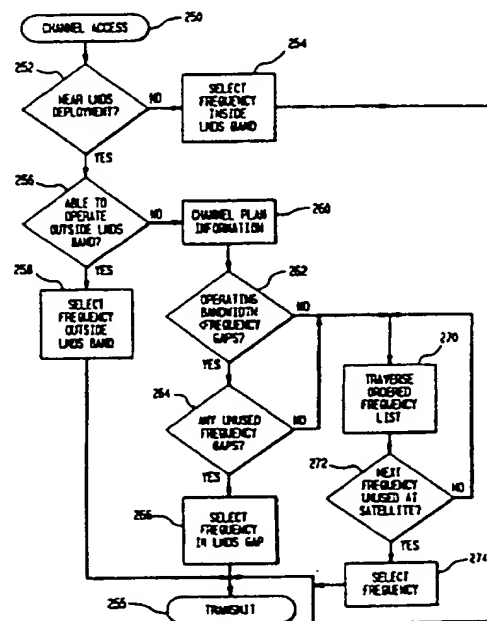 CHANNEL ACCESS
250
252
NEAR LMDS
DEPLOYMENT?
NO
254
SELECT
FREQUENCY
INSIDE
LMDS BAND
YES
256
ABLE TO
OPERATE
OUTSIDE LMDS
BAND?
NO
260
CHANNEL PLAN
INFORMATION
YES
258
SELECT
FREQUENCY
OUTSIDE
LMDS BAND
262
OPERATING
BANDWIDTH
<FREQUENCY
GAPS?
NO
YES
264
ANY UNUSED
FREQUENCY
GAPS?
NO
270
TRAVERSE
ORDERED
FREQUENCY
LIST
YES
272
NEXT
FREQUENCY
UNUSED AT
SATELLITE?
NO
266
SELECT
FREQUENCY
IN LMDS GAP
YES
274
SELECT
FREQUENCY
255
TRANSMIT